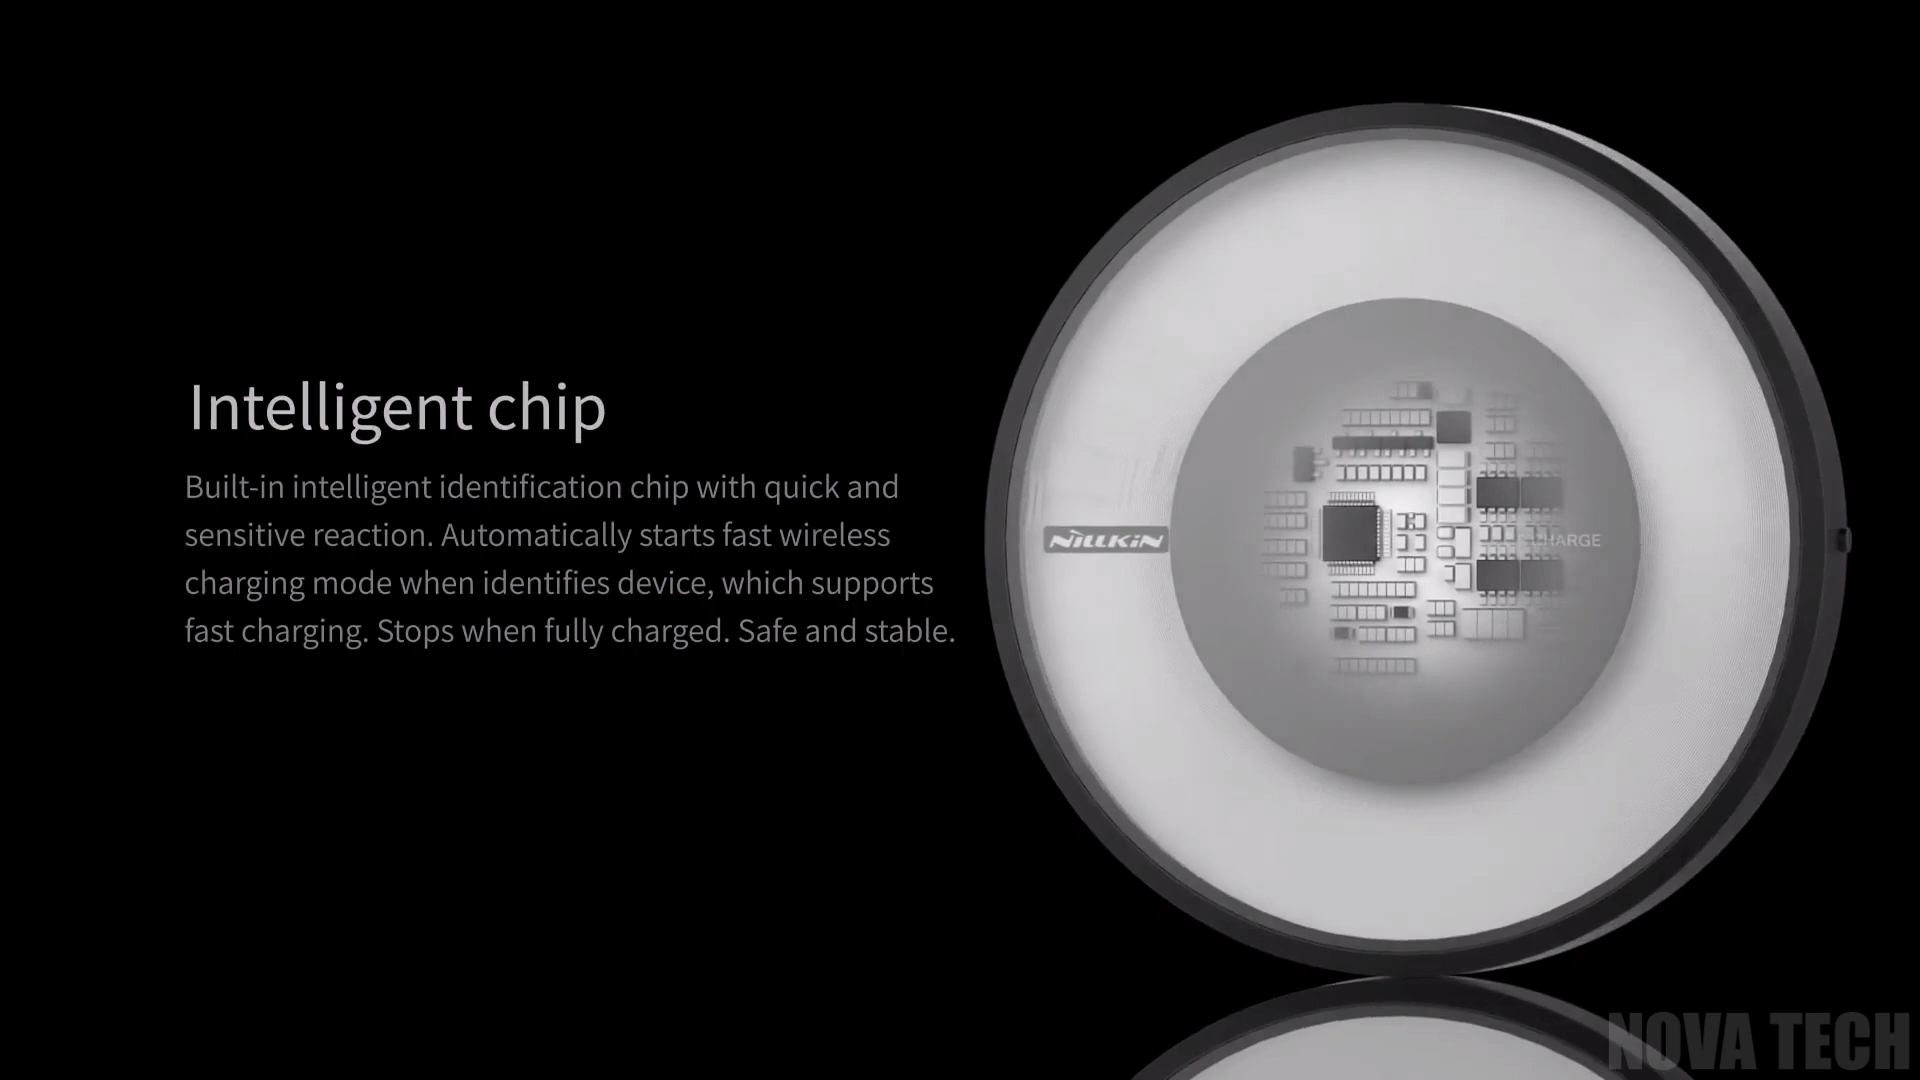 Intelligent chip
Built-in intelligent identification chip with quick and
sensitive reaction. Automatically starts fast wireless
charging mode when identifies device, which supports
fast charging. Stops when fully charged. Safe and stable.
NILLKIN
CHARGE
NOVA TECH